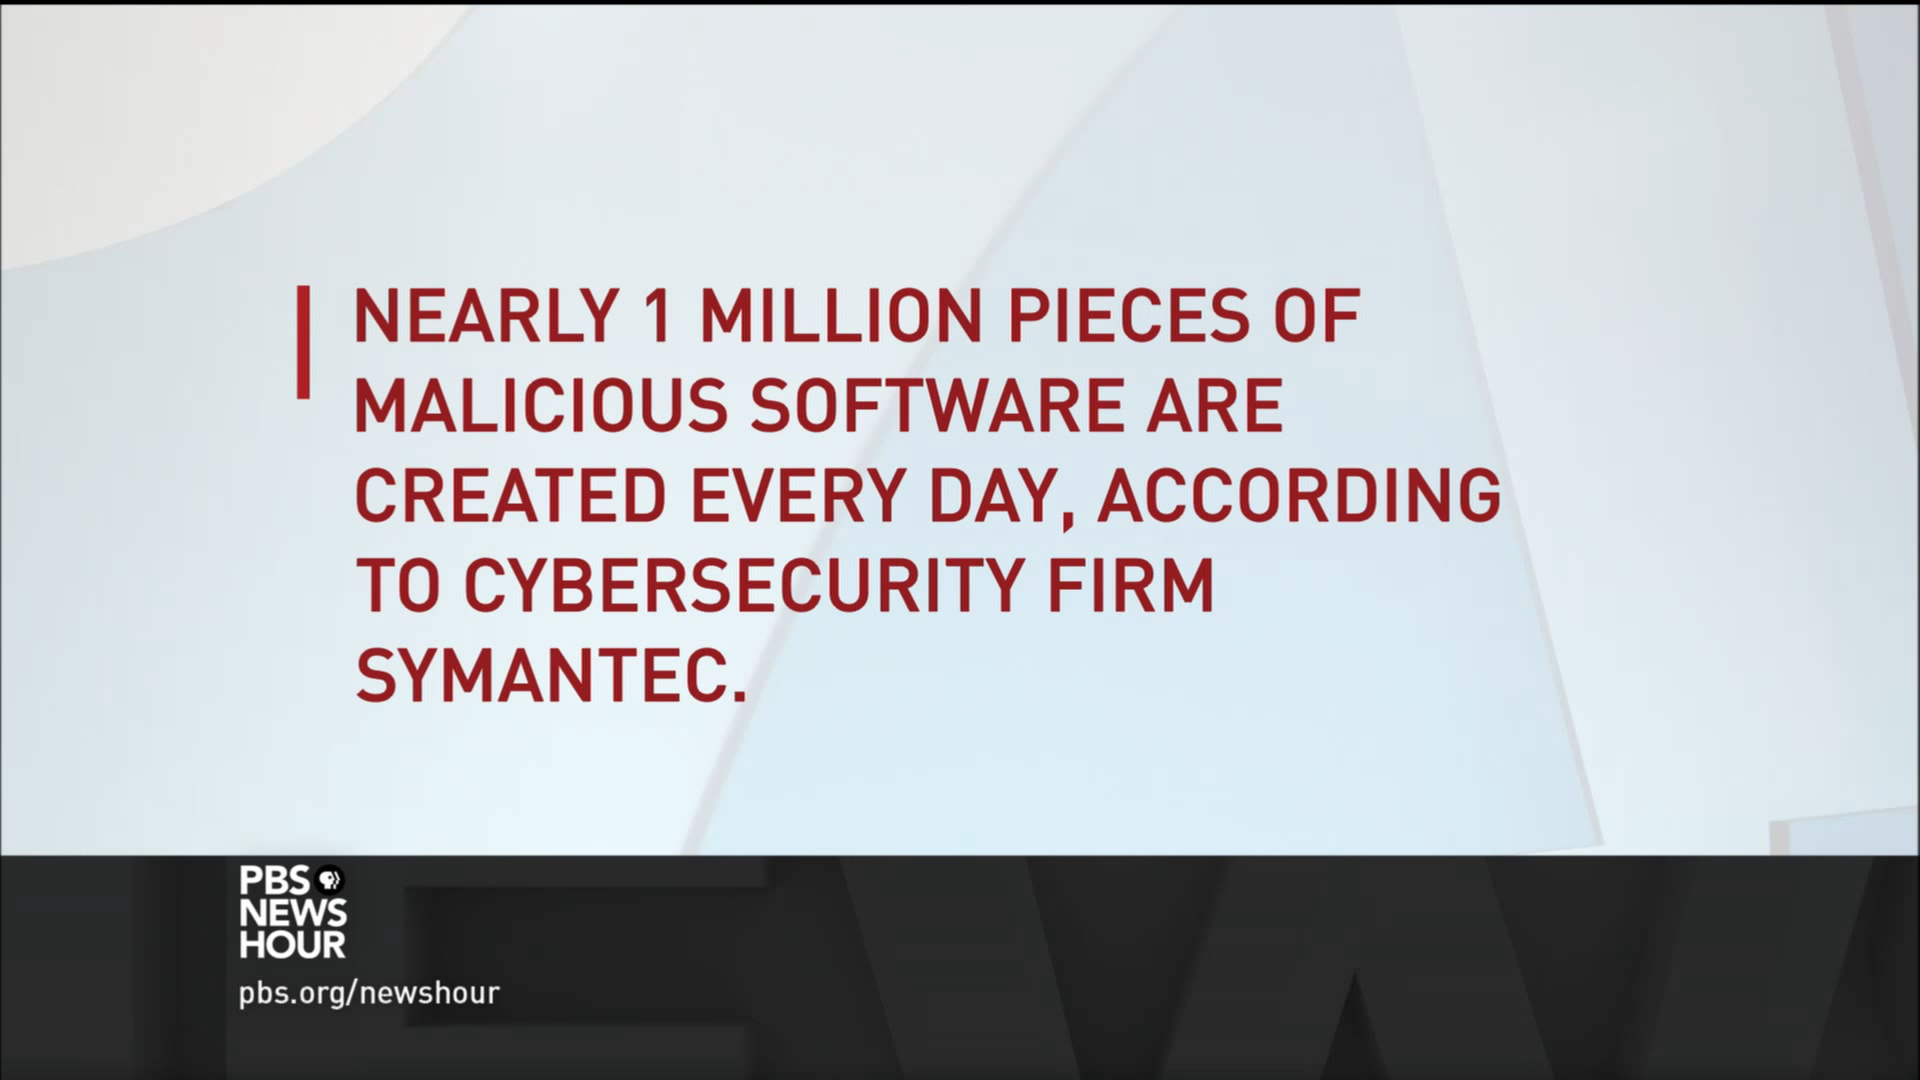 NEARLY 1 MILLION PIECES OF
MALICIOUS SOFTWARE ARE
CREATED EVERY DAY, ACCORDING
TO CYBERSECURITY FIRM
SYMANTEC.
PBS
NEWS
HOUR
pbs.org/newshour